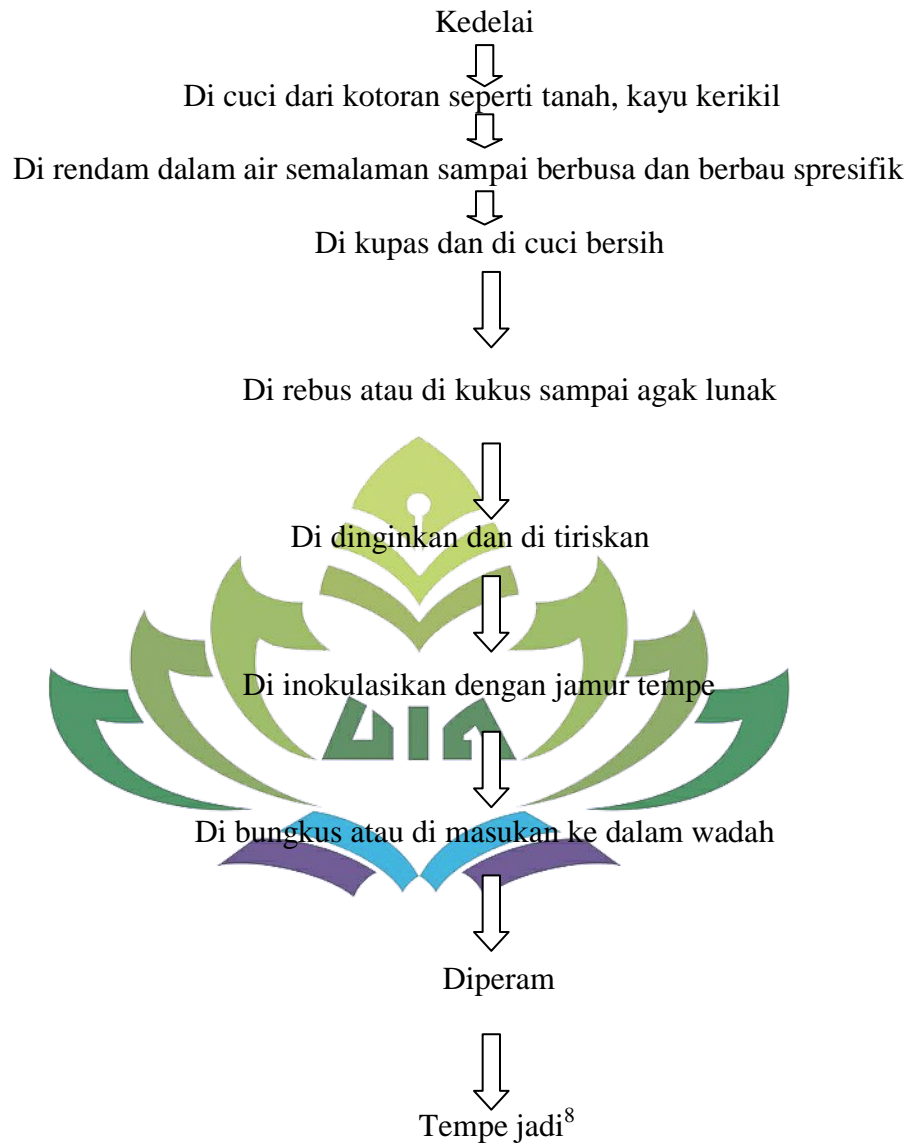 Kedelai
Di cuci dari kotoran seperti tanah, kayu kerikil
Di rendam dalam air semalaman sampai berbusa dan berbau spresifik
Di kupas dan di cuci bersih
Di rebus atau di kukus sampai agak lunak
Di dinginkan dan di tiriskan
Di inokulasikan dengan jamur tempe
Di bungkus atau di masukan ke dalam wadah
Diperam
Tempe jadi⁸